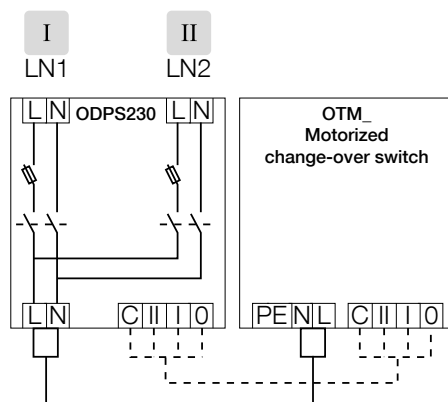 I II
LN1 LN2
L N ODPS230 L N OTM_
Motorized
change-over switch
L N C II I 0 PE N L C II I 0